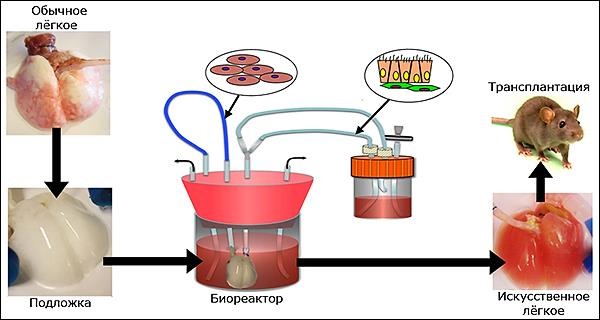 Обычное
лёгкое
Подложка
Биореактор
Трансплантация
Искусственное
лёгкое